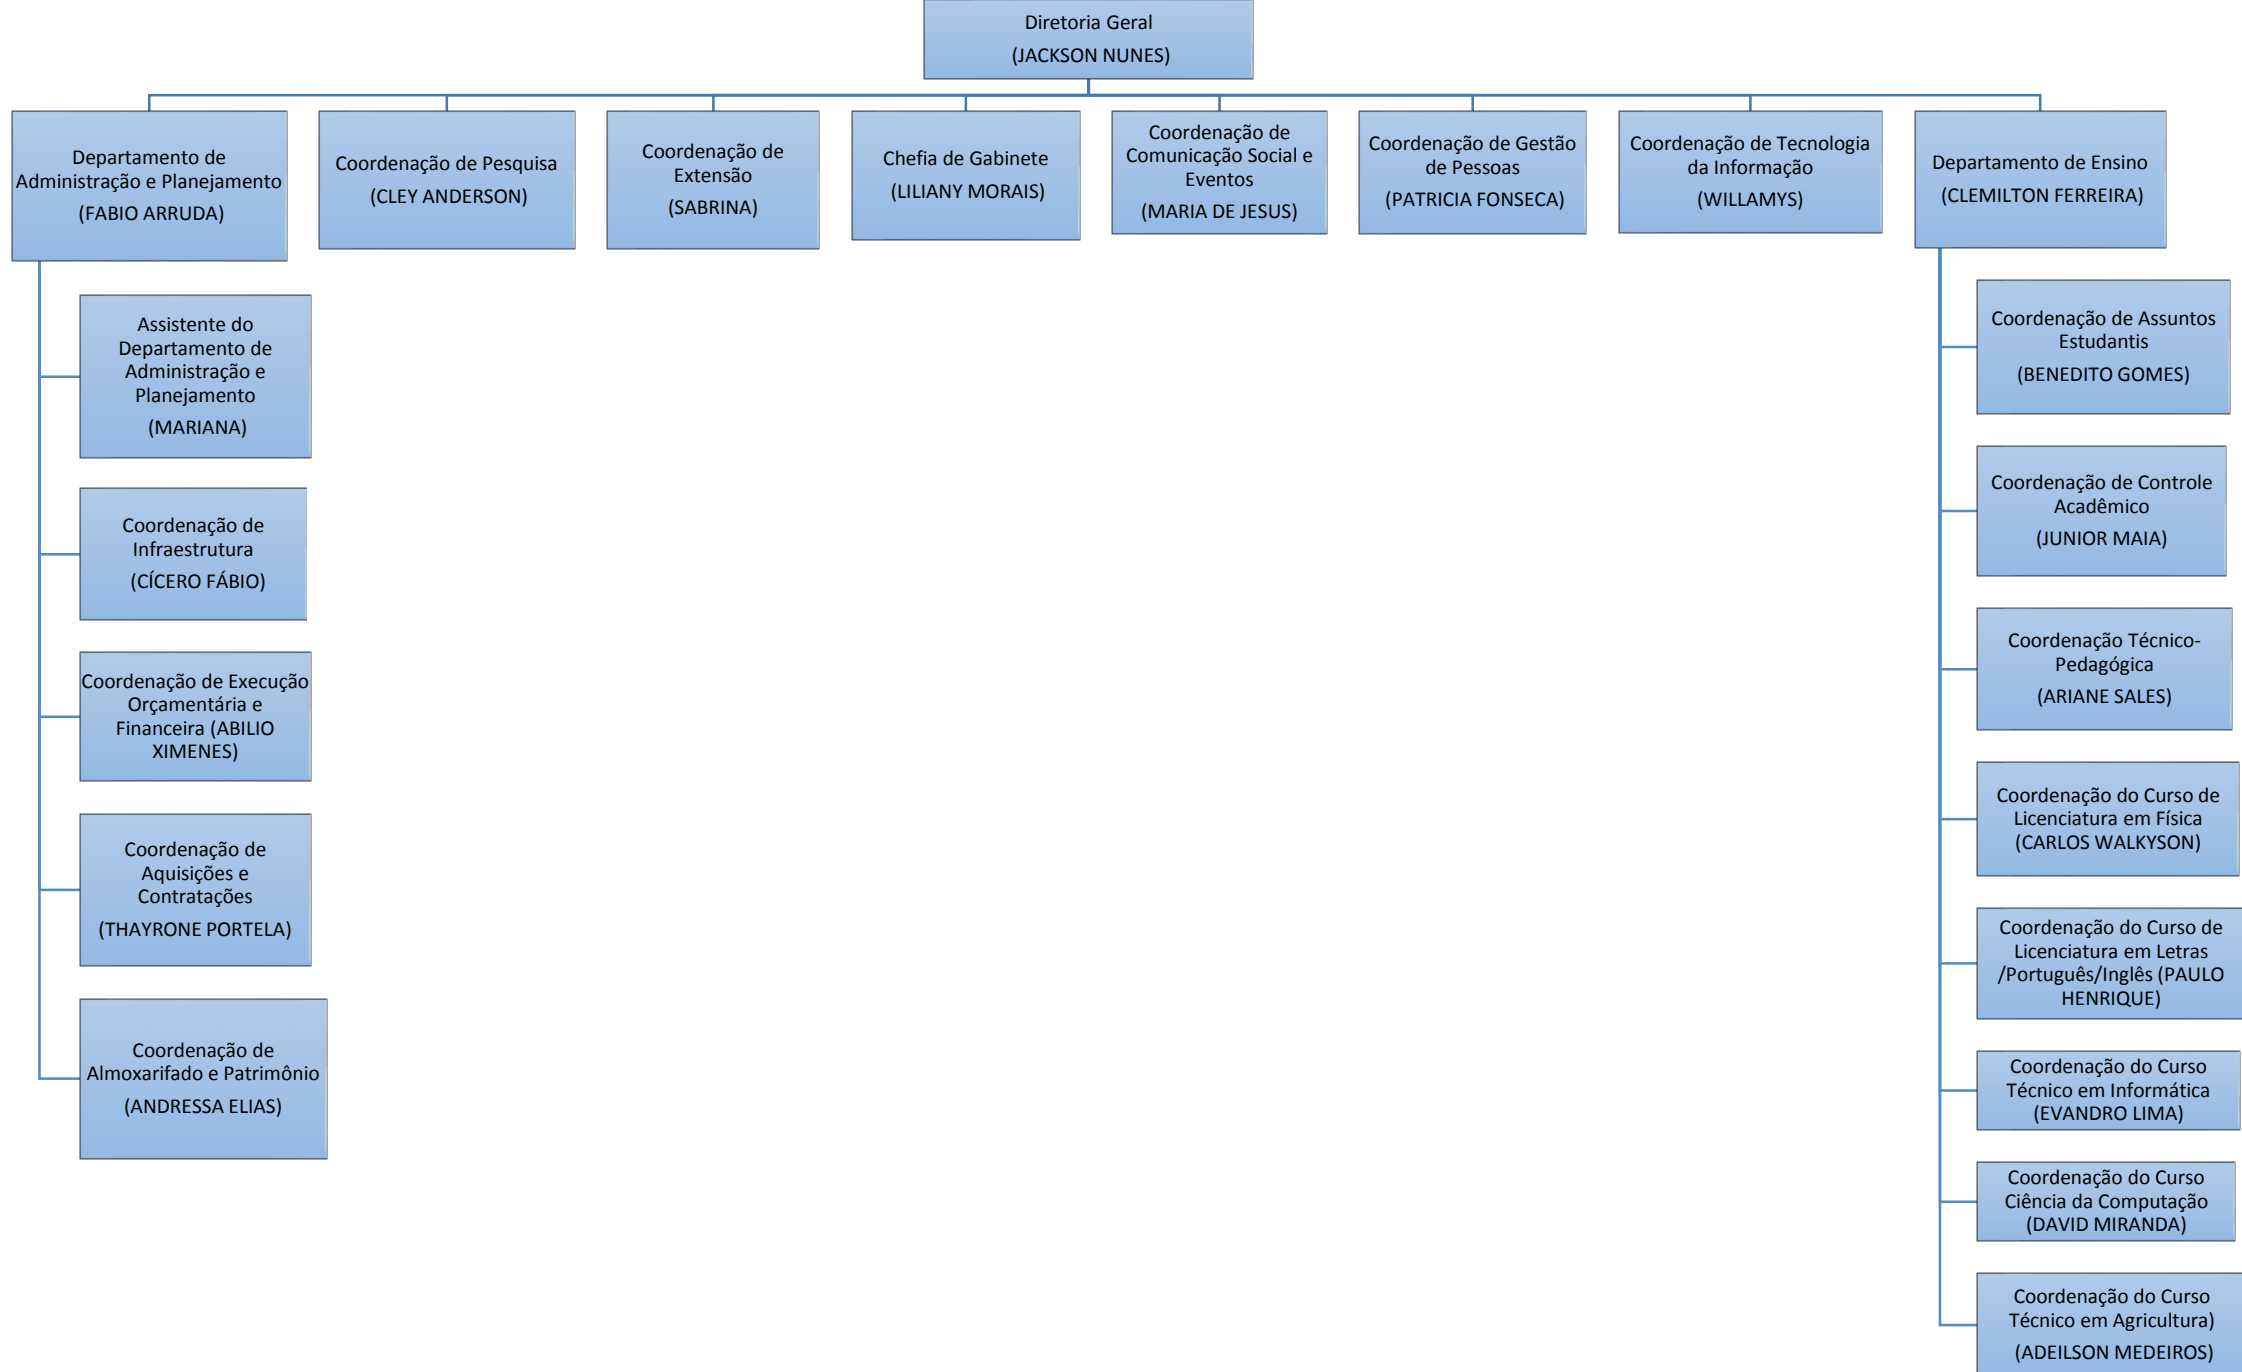 Diretoria Geral
(JACKSON NUNES)
Departamento de
Administração e Planejamento
(FABIO ARRUDA)
Coordenação de Pesquisa
(CLEY ANDERSON)
Coordenação de
Extensão
(SABRINA)
Chefia de Gabinete
(LILIANY MORAIS)
Coordenação de
Comunicação Social e
Eventos
(MARIA DE JESUS)
Coordenação de Gestão
de Pessoas
(PATRICIA FONSECA)
Coordenação de Tecnologia
da Informação
(WILLAMYS)
Departamento de Ensino
(CLEMILTON FERREIRA)
Assistente do
Departamento de
Administração e
Planejamento
(MARIANA)
Coordenação de
Infraestrutura
(CÍCERO FÁBIO)
Coordenação de Execução
Orçamentária e
Financeira (ABILIO
XIMENES)
Coordenação de
Aquisições e
Contratações
(THAYRONE PORTELA)
Coordenação de
Almoxarifado e Patrimônio
(ANDRESSA ELIAS)
Coordenação de Assuntos
Estudantis
(BENEDITO GOMES)
Coordenação de Controle
Acadêmico
(JUNIOR MAIA)
Coordenação Técnico-
Pedagógica
(ARIANE SALES)
Coordenação do Curso de
Licenciatura em Física
(CARLOS WALKYSON)
Coordenação do Curso de
Licenciatura em Letras
/Português/Inglês (PAULO
HENRIQUE)
Coordenação do Curso
Técnico em Informática
(EVANDRO LIMA)
Coordenação do Curso
Ciência da Computação
(DAVID MIRANDA)
Coordenação do Curso
Técnico em Agricultura)
(ADEILSON MEDEIROS)